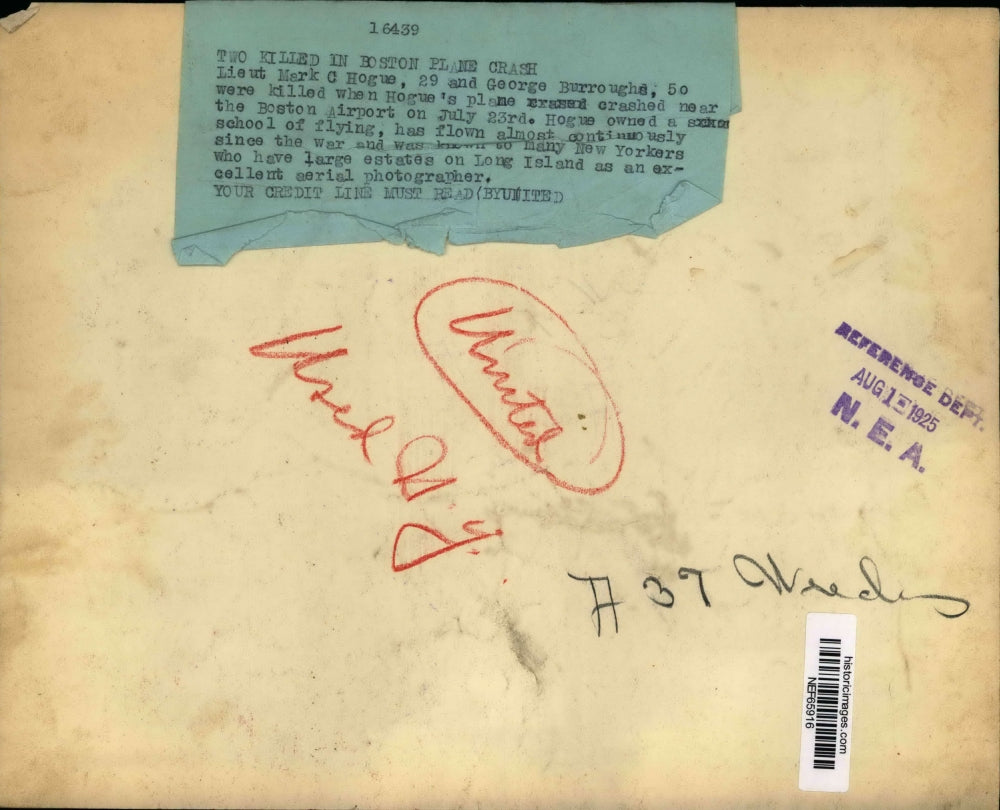 16439
TWO KILLED IN BOSTON PLANE CRASH
Lieut Mark C Hogue, 29 and George Burroughs, 50
were killed when Hogue's plane crashed near
the Boston Airport on July 23rd. Hogue owned a
school of flying, has flown almost continuously
since the war and was known to many New Yorkers
who have large estates on Long Island as an ex-
cellent aerial photographer.
YOUR CREDIT LINE MUST READ (BYUNITED
United
Used N.Y.
REFERENCE DEPT.
AUG 1 1925
N. E. A.
37
historicimages.com
NEF65916